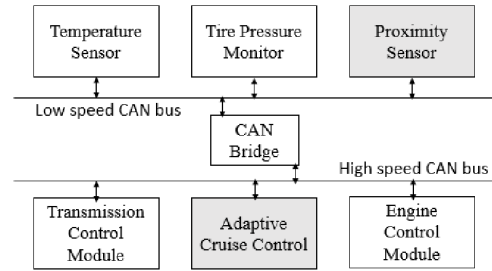 Temperature
Sensor
Tire Pressure
Monitor
Proximity
Sensor
Low speed CAN bus
CAN
Bridge
High speed CAN bus
Transmission
Control
Module
Adaptive
Cruise Control
Engine
Control
Module